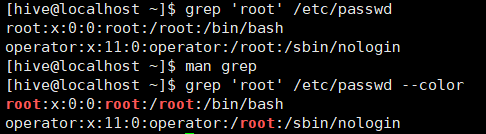 [hive@localhost ~]$ grep 'root' /etc/passwd
root:x:0:0:root:/root:/bin/bash
operator:x:11:0:operator:/root:/sbin/nologin
[hive@localhost ~]$ man grep
[hive@localhost ~]$ grep 'root' /etc/passwd --color
root:x:0:0:root:/root:/bin/bash
operator:x:11:0:operator:/root:/sbin/nologin